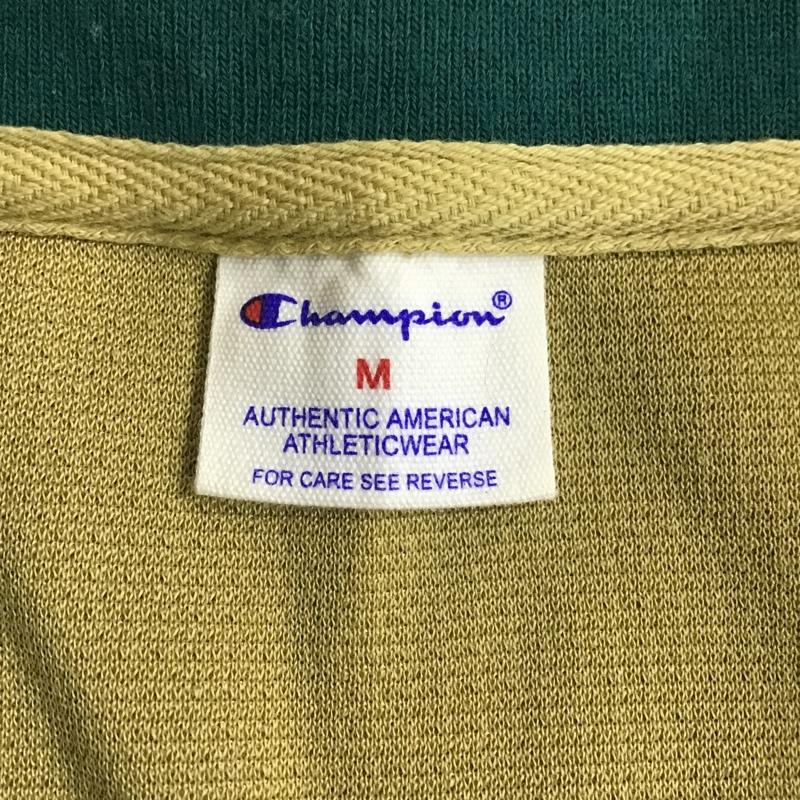 Champion®
M
AUTHENTIC AMERICAN
ATHLETICWEAR
FOR CARE SEE REVERSE